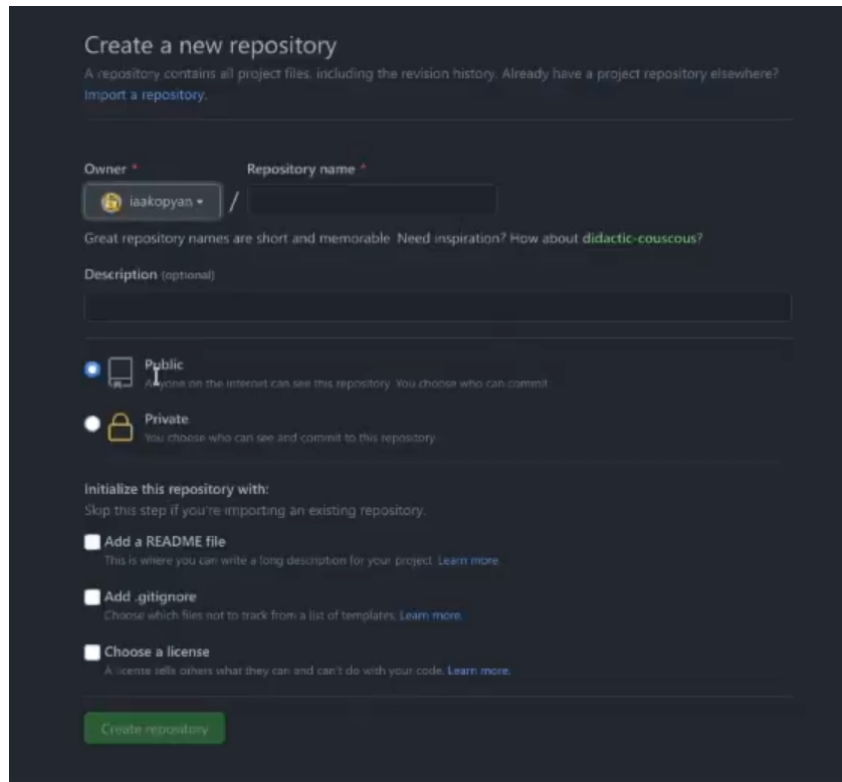 Create a new repository
A repository contains all project files, including the revision history. Already have a project repository elsewhere?
Import a repository.
Owner * Repository name *
iaakopyan /
Great repository names are short and memorable. Need inspiration? How about didactic-couscous?
Description (optional)
Public
Anyone on the internet can see this repository. You choose who can commit.
Private
You choose who can see and commit to this repository.
Initialize this repository with:
Skip this step if you're importing an existing repository.
Add a README file
This is where you can write a long description for your project. Learn more.
Add .gitignore
Choose which files not to track from a list of templates. Learn more.
Choose a license
A license tells others what they can and can't do with your code. Learn more.
Create repository